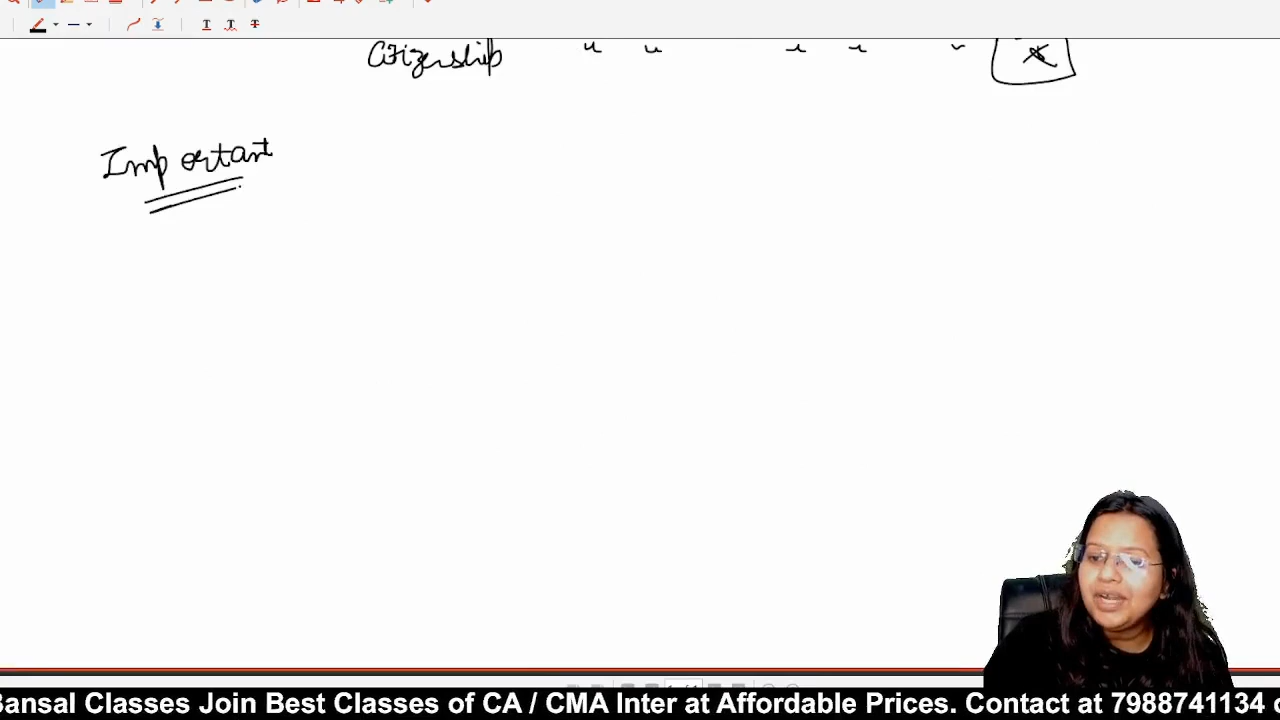 Citizenship
Important
Bansal Classes Join Best Classes of CA / CMA Inter at Affordable Prices. Contact at 7988741134